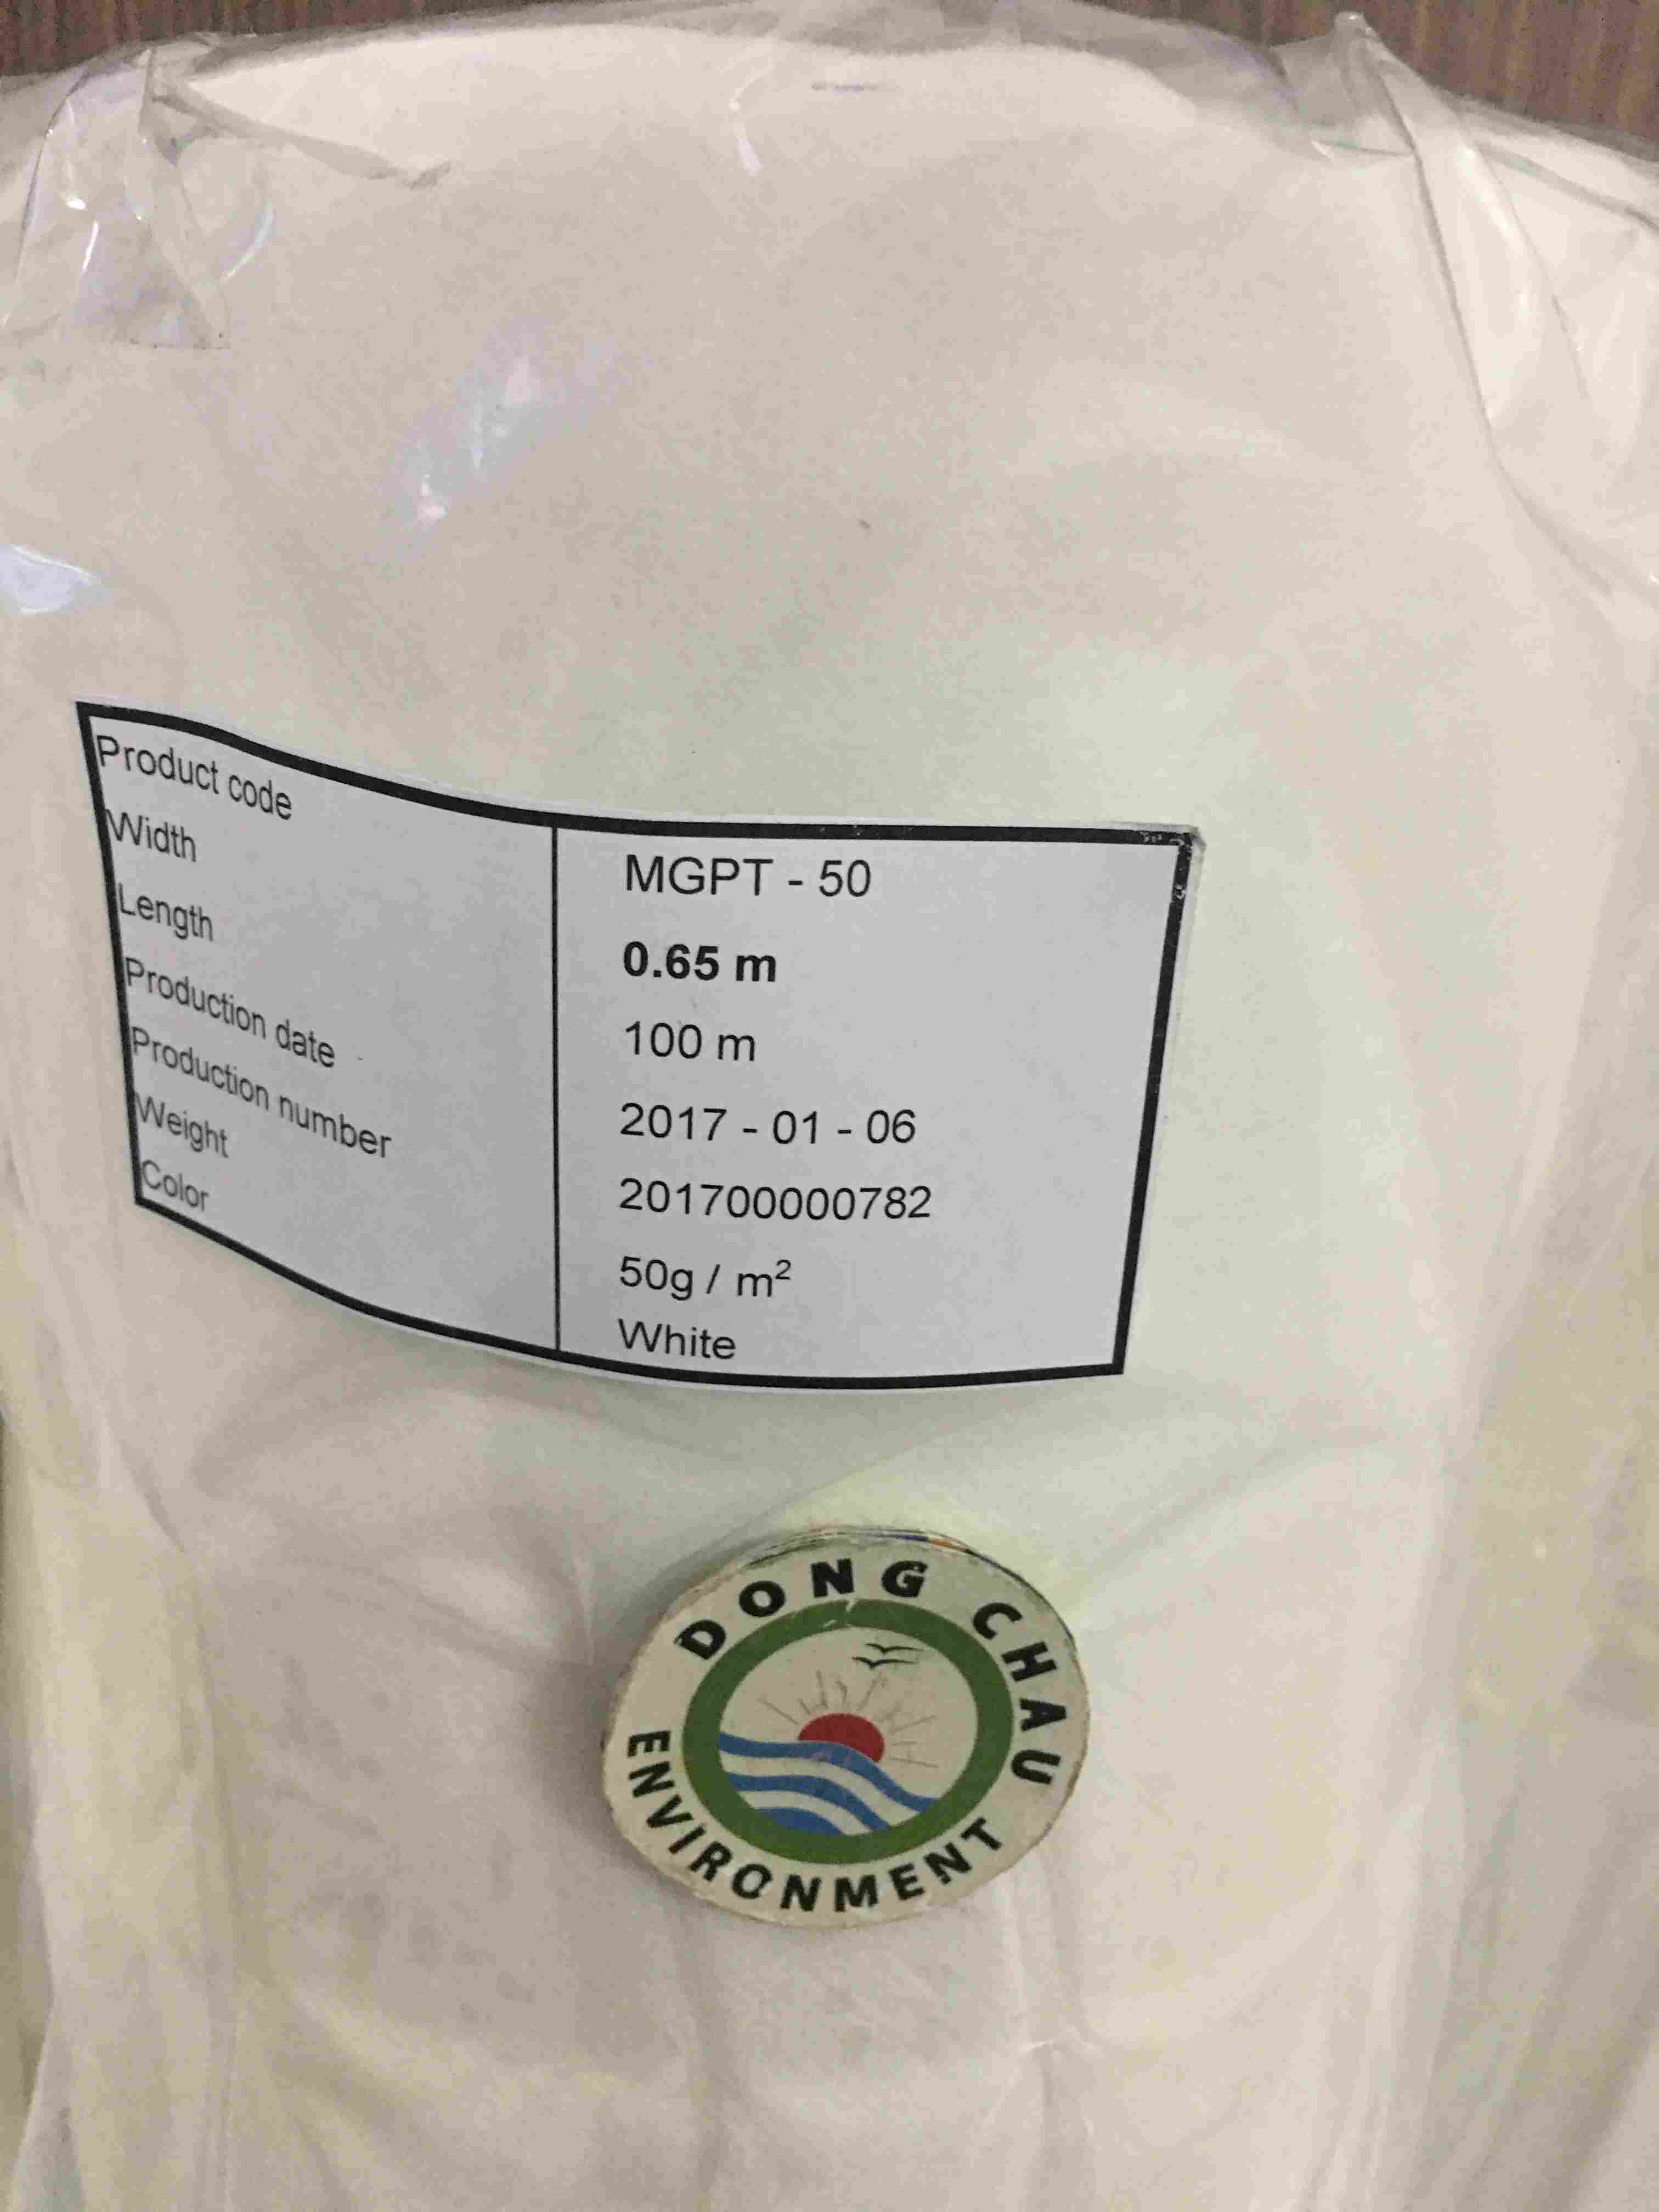 Product code MGPT - 50
Width 0.65 m
Length 100 m
Production date 2017 - 01 - 06
Production number 201700000782
Weight 50g / m²
Color White
DONG CHAU
ENVIRONMENT